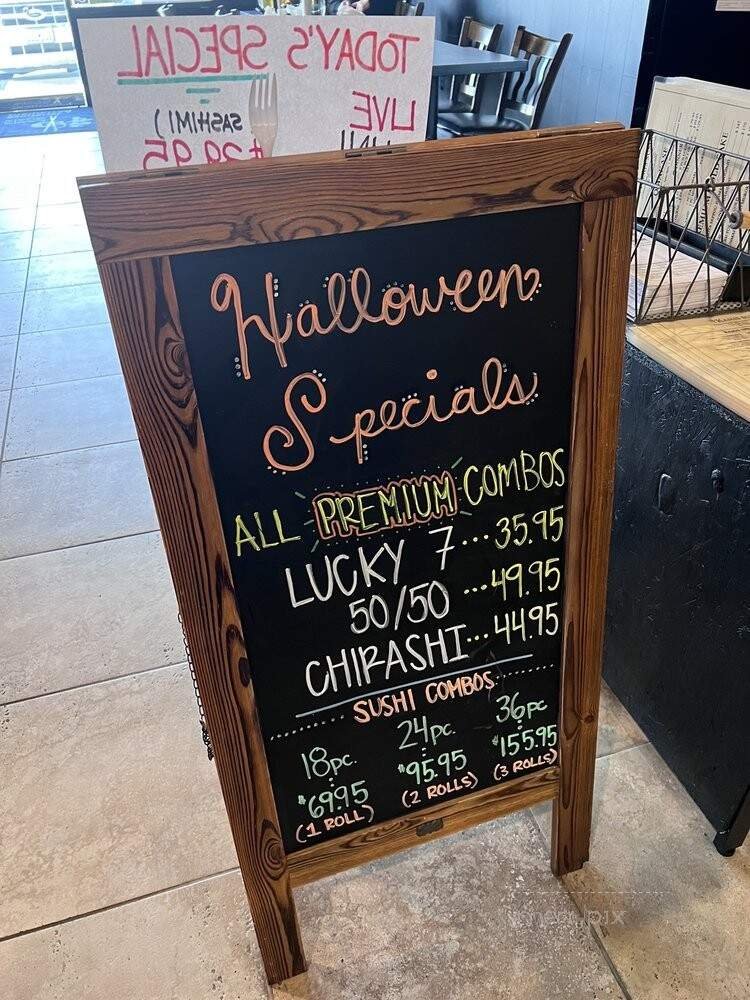 TODAY'S SPECIAL
LIVE
SASHIMI)
Halloween
Specials
ALL PREMIUM COMBOS
LUCKY 7...35.95
50/50 ...49.95
CHIRASHI...44.95
SUSHI COMBOS
18pc. 24pc. 36pc
$69.95 $95.95 $155.95
(1 ROLL) (2 ROLLS) (3 ROLLS)